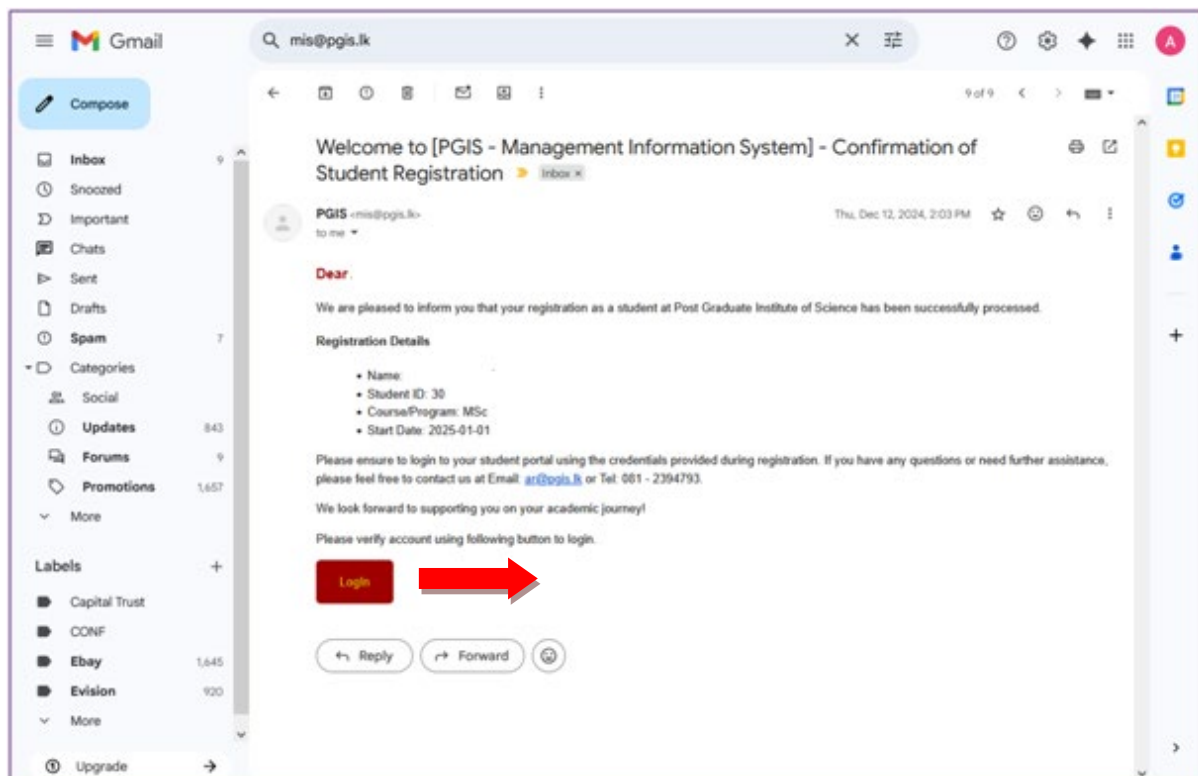 Gmail
mis@pgis.lk
A
Compose
9 of 9
Inbox 9
Snoozed
Important
Chats
Sent
Drafts
Spam 7
Categories
Social
Updates 843
Forums 9
Promotions 1,657
More
Labels
Capital Trust
CONF
Ebay 1,645
Evision 920
More
Upgrade
Welcome to [PGIS - Management Information System] - Confirmation of
Student Registration Inbox ×
PGIS <mis@pgis.lk> Thu, Dec 12, 2024, 2:03 PM
to me
Dear
We are pleased to inform you that your registration as a student at Post Graduate Institute of Science has been successfully processed.
Registration Details
• Name:
• Student ID: 30
• Course/Program: MSc
• Start Date: 2025-01-01
Please ensure to login to your student portal using the credentials provided during registration. If you have any questions or need further assistance,
please feel free to contact us at Email: ar@pgis.lk or Tel: 081 - 2394793.
We look forward to supporting you on your academic journey!
Please verify account using following button to login.
Login
Reply Forward